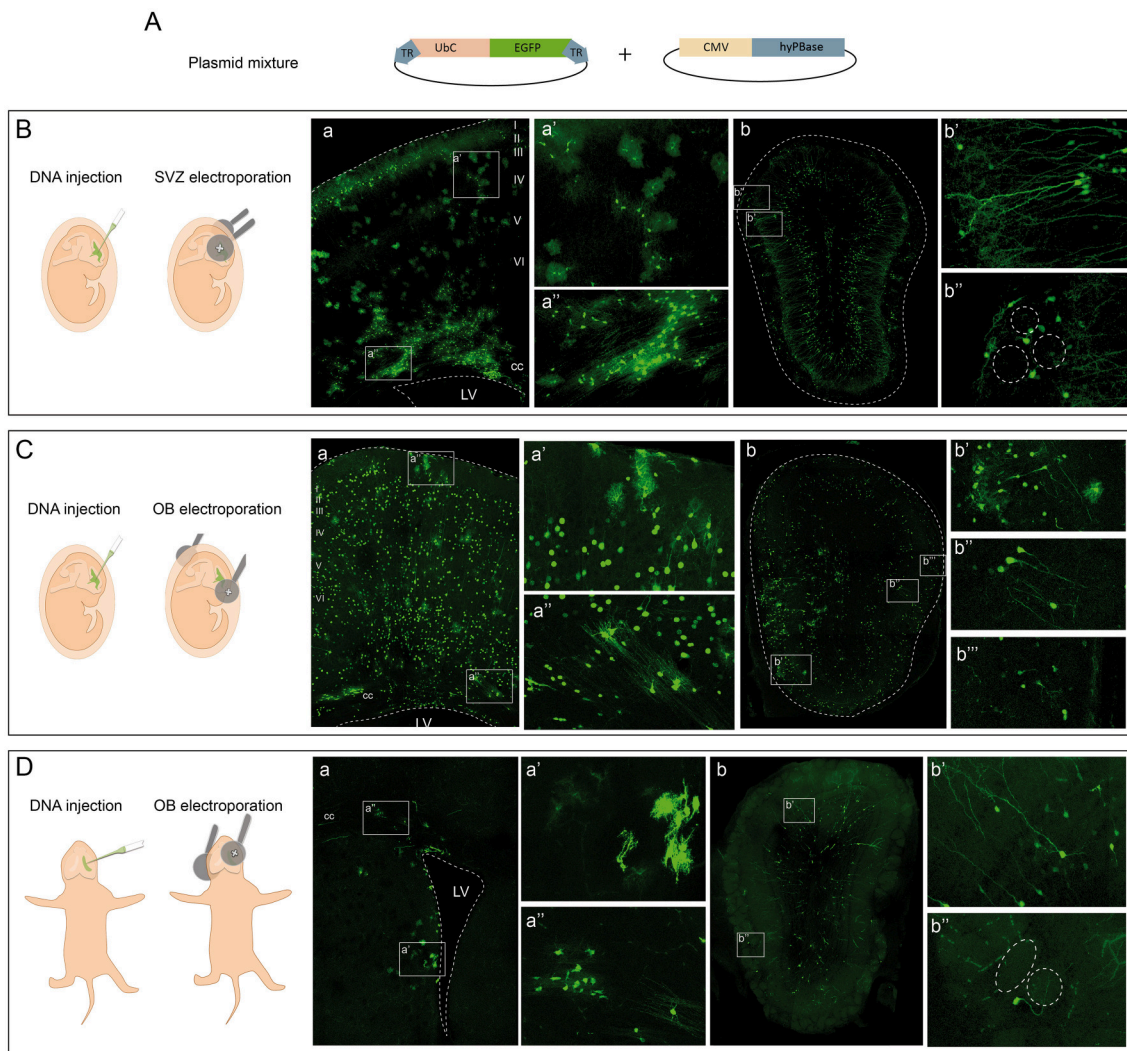 A
Plasmid mixture
TR UbC EGFP TR + CMV hyPBase
B
DNA injection SVZ electroporation
a
I
II
III
IV
V
VI
a'
a''
cc
LV
a'
a''
b
b''
b'
b'
b''
C
DNA injection OB electroporation
a
a''
II
III
IV
V
VI
a''
cc
LV
a'
a''
b
b'''
b''
b'
b'
b''
b'''
D
DNA injection OB electroporation
a
cc
a''
LV
a'
a'
a''
b
b'
b''
b'
b''